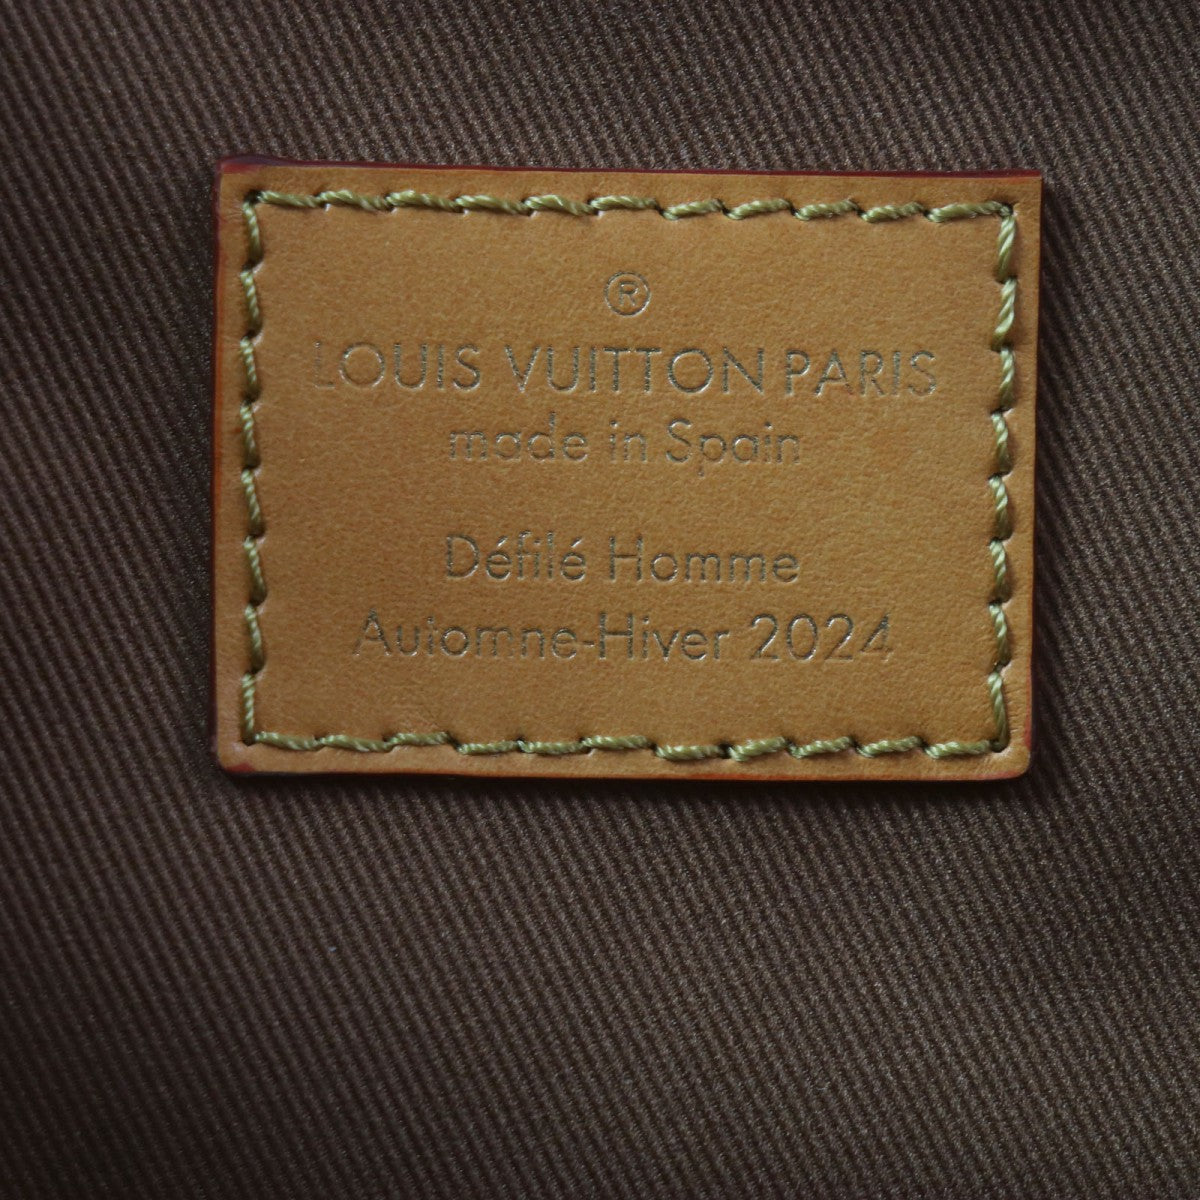 ®
LOUIS VUITTON PARIS
made in Spain
Défilé Homme
Automne-Hiver 2024